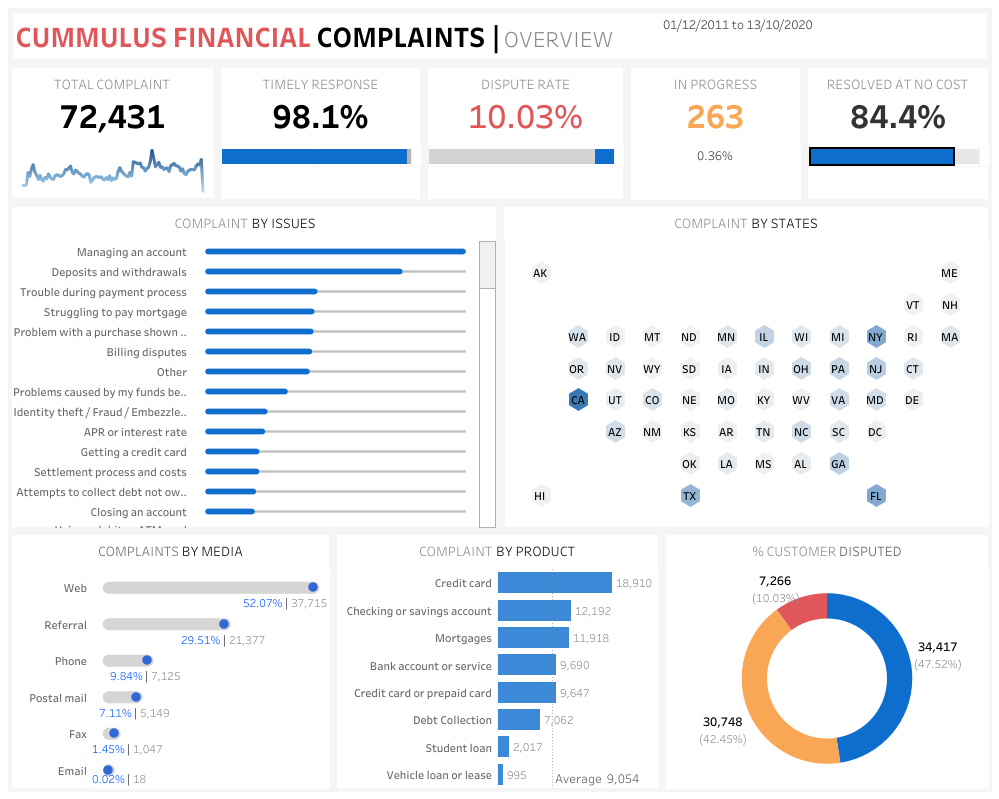 CUMMULUS FINANCIAL COMPLAINTS | OVERVIEW
01/12/2011 to 13/10/2020
TOTAL COMPLAINT
72,431
TIMELY RESPONSE
98.1%
DISPUTE RATE
10.03%
IN PROGRESS
263
0.36%
RESOLVED AT NO COST
84.4%
COMPLAINT BY ISSUES
Managing an account
Deposits and withdrawals
Trouble during payment process
Struggling to pay mortgage
Problem with a purchase shown ..
Billing disputes
Other
Problems caused by my funds be..
Identity theft / Fraud / Embezzle..
APR or interest rate
Getting a credit card
Settlement process and costs
Attempts to collect debt not ow..
Closing an account
COMPLAINT BY STATES
AK ME
VT NH
WA ID MT ND MN IL WI MI NY RI MA
OR NV WY SD IA IN OH PA NJ CT
CA UT CO NE MO KY WV VA MD DE
AZ NM KS AR TN NC SC DC
OK LA MS AL GA
HI TX FL
COMPLAINTS BY MEDIA
Web
52.07% | 37,715
Referral
29.51% | 21,377
Phone
9.84% | 7,125
Postal mail
7.11% | 5,149
Fax
1.45% | 1,047
Email
0.02% | 18
COMPLAINT BY PRODUCT
Credit card 18,910
Checking or savings account 12,192
Mortgages 11,918
Bank account or service 9,690
Credit card or prepaid card 9,647
Debt Collection 7,062
Student loan 2,017
Vehicle loan or lease 995
Average 9,054
% CUSTOMER DISPUTED
7,266
(10.03%)
34,417
(47.52%)
30,748
(42.45%)